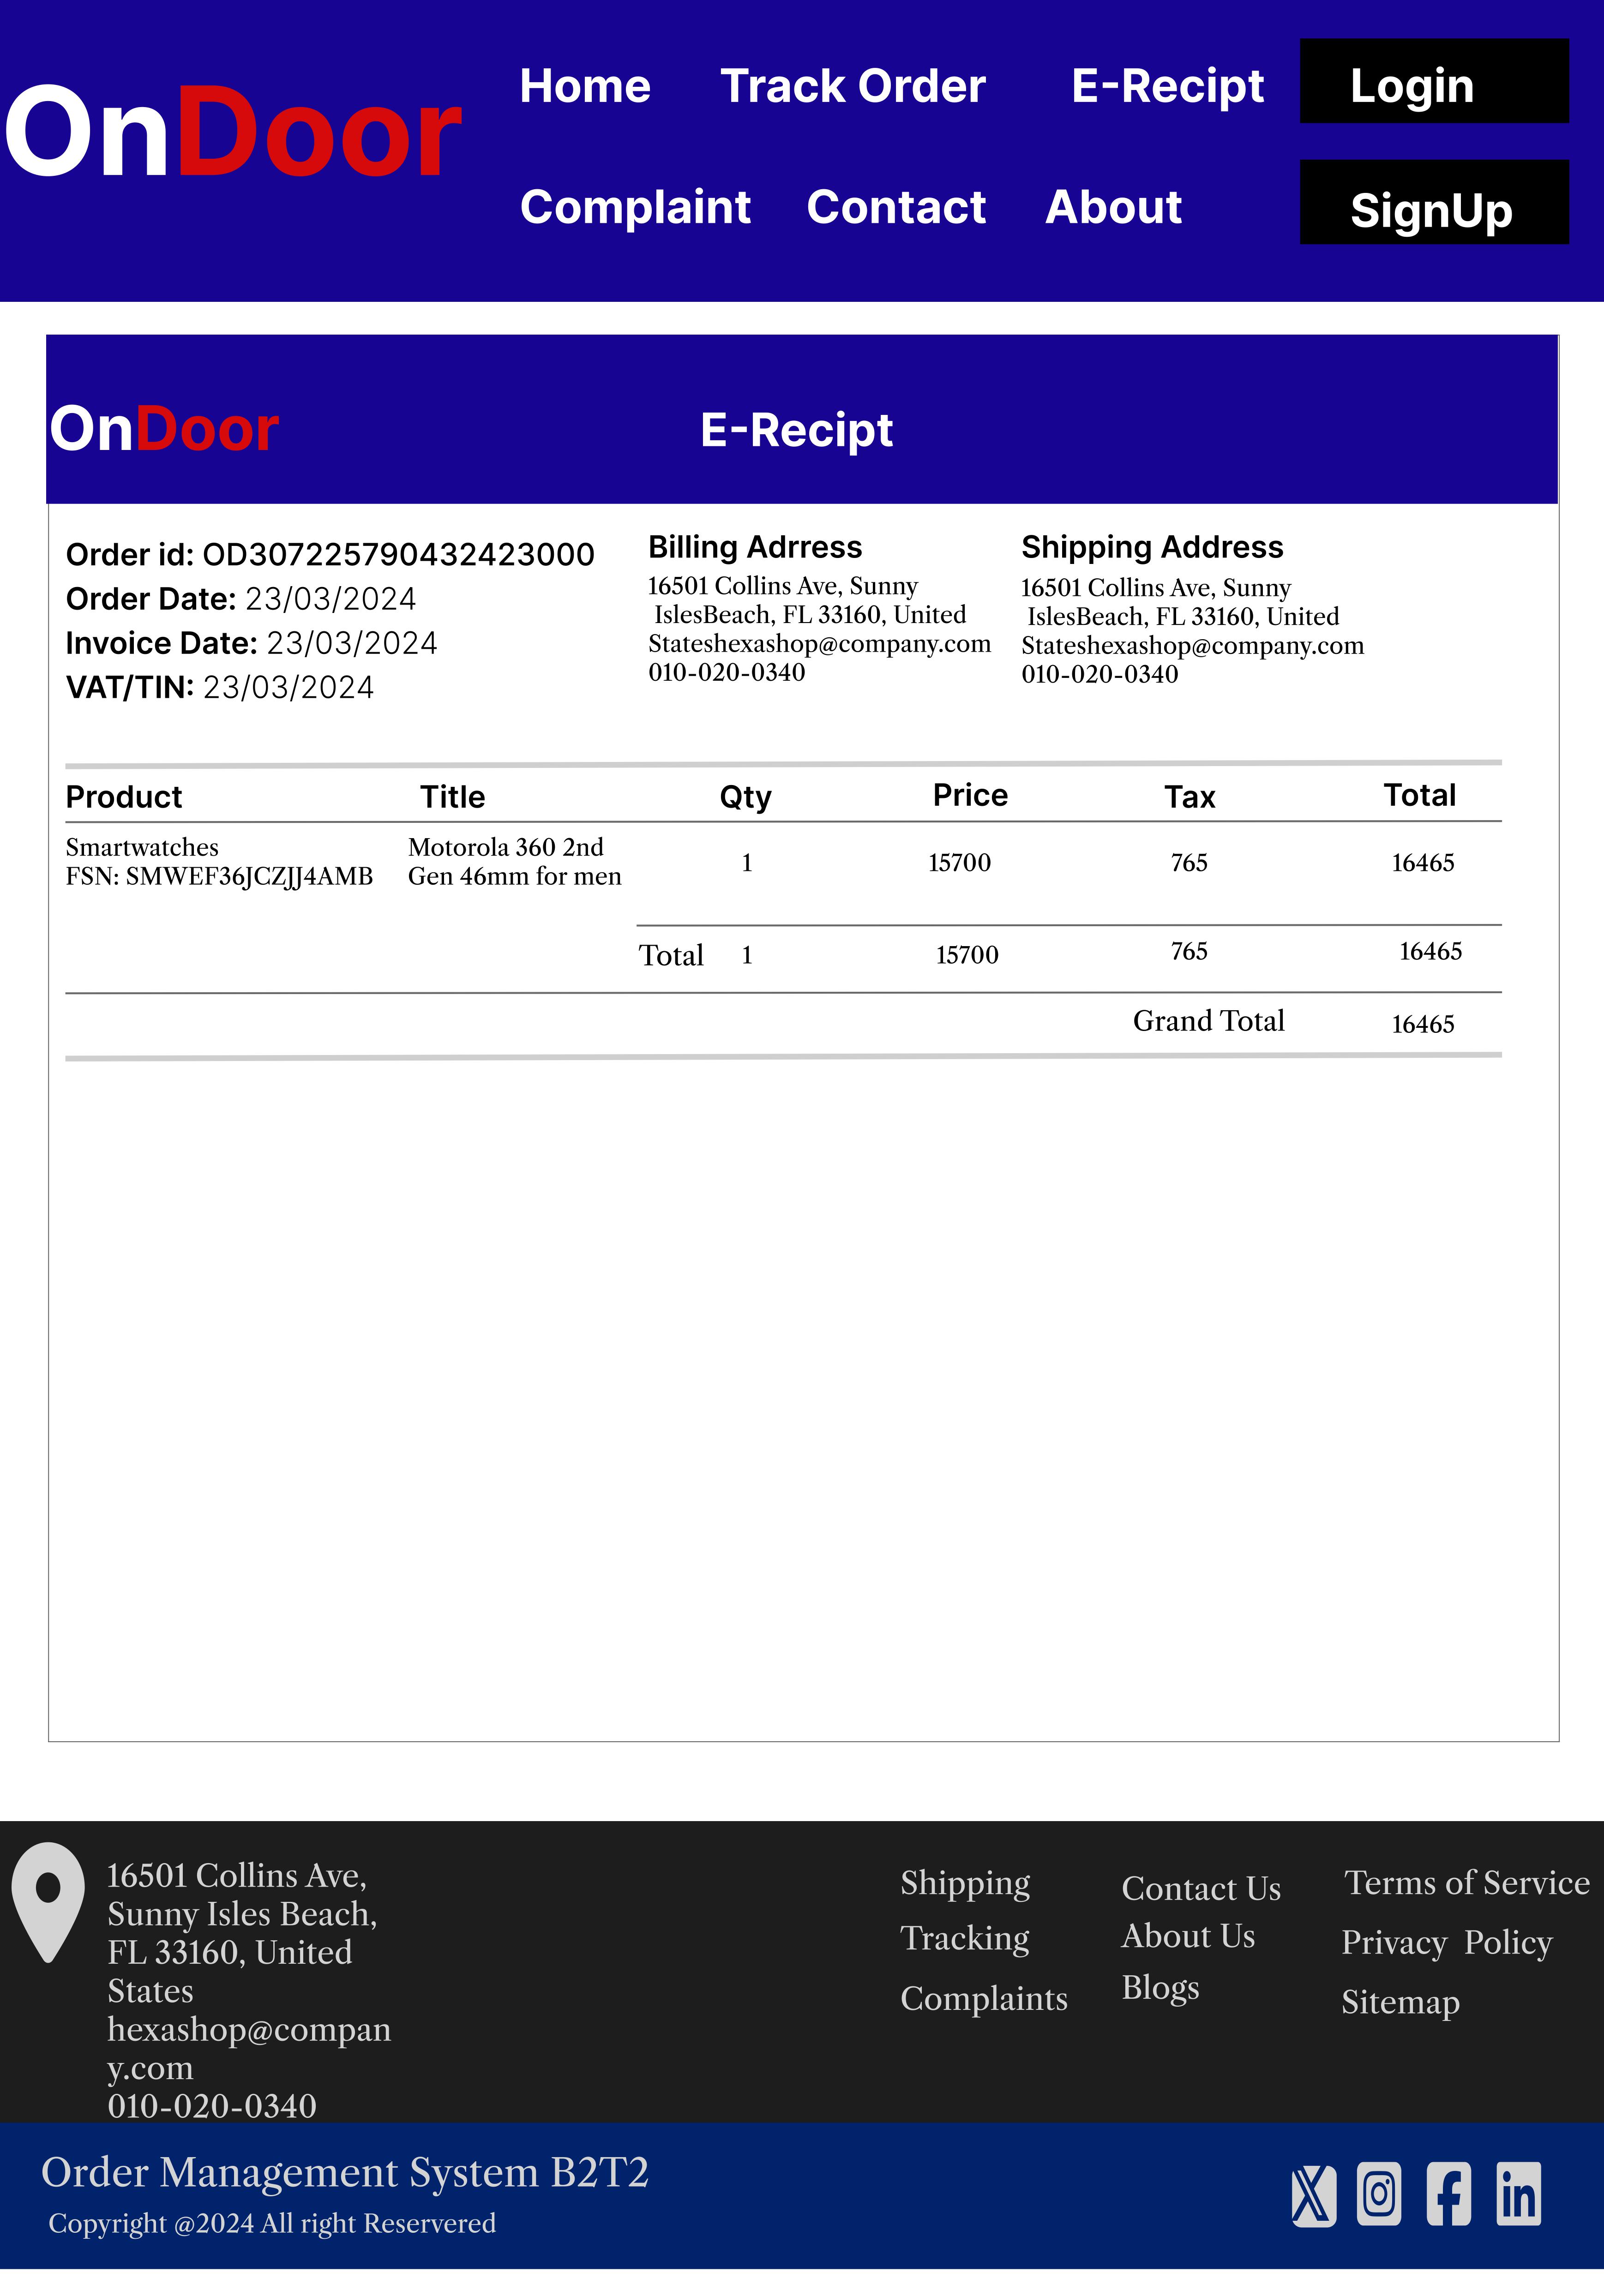 OnDoor
Home Track Order E-Recipt Login
Complaint Contact About SignUp
OnDoor E-Recipt
Order id: OD307225790432423000
Order Date: 23/03/2024
Invoice Date: 23/03/2024
VAT/TIN: 23/03/2024
Billing Adrress
16501 Collins Ave, Sunny
IslesBeach, FL 33160, United
Stateshexashop@company.com
010-020-0340
Shipping Address
16501 Collins Ave, Sunny
IslesBeach, FL 33160, United
Stateshexashop@company.com
010-020-0340
Product Title Qty Price Tax Total
Smartwatches
FSN: SMWEF36JCZJJ4AMB
Motorola 360 2nd
Gen 46mm for men
1 15700 765 16465
Total 1 15700 765 16465
Grand Total 16465
16501 Collins Ave,
Sunny Isles Beach,
FL 33160, United
States
hexashop@compan
y.com
010-020-0340
Shipping
Tracking
Complaints
Contact Us
About Us
Blogs
Terms of Service
Privacy Policy
Sitemap
Order Management System B2T2
Copyright @2024 All right Reservered